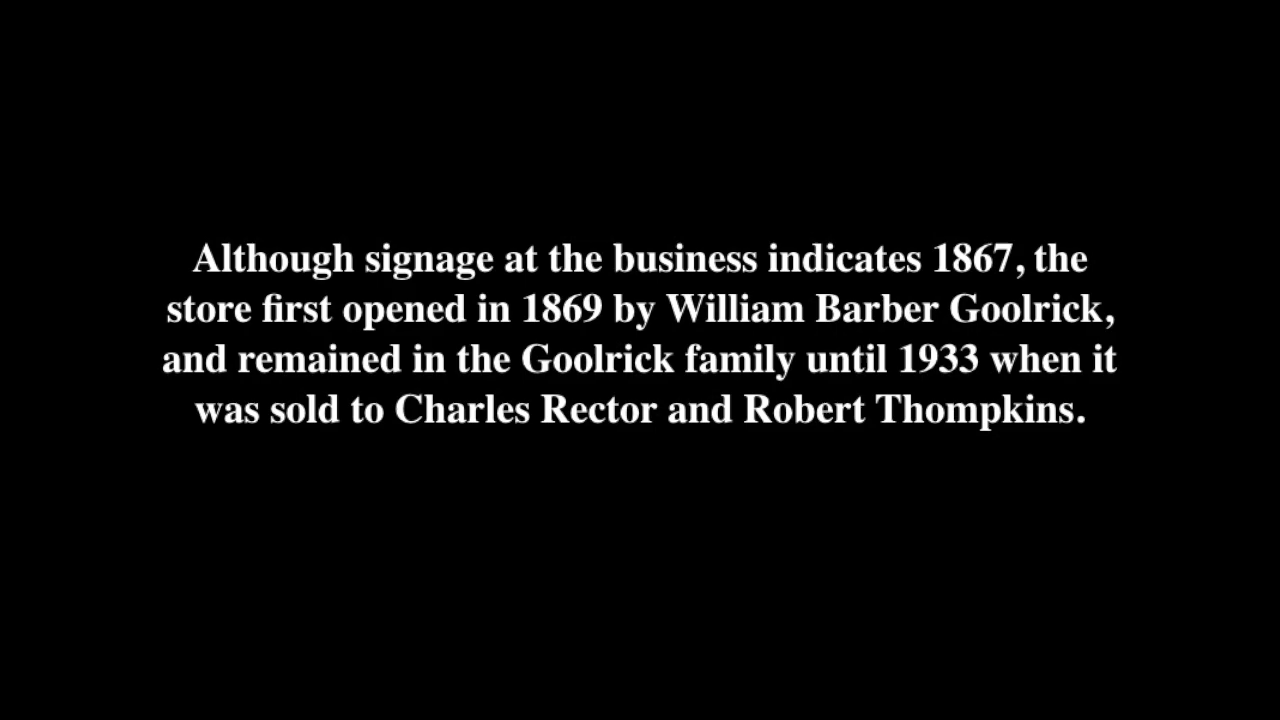 Although signage at the business indicates 1867, the
store first opened in 1869 by William Barber Goolrick,
and remained in the Goolrick family until 1933 when it
was sold to Charles Rector and Robert Thompkins.